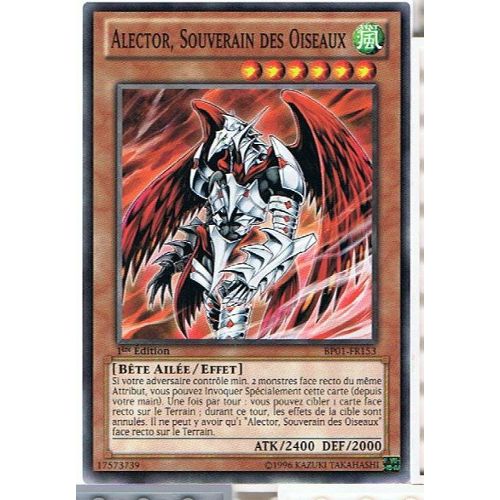 Alector, Souverain des Oiseaux 風
1ère Édition BP01-FR153
[Bête Ailée / Effet]
Si votre adversaire contrôle min. 2 monstres face recto du même
Attribut, vous pouvez Invoquer Spécialement cette carte (depuis
votre main). Une fois par tour : vous pouvez cibler 1 carte face
recto sur le Terrain ; durant ce tour, les effets de la cible sont
annulés. Il ne peut y avoir qu'1 "Alector, Souverain des Oiseaux"
face recto sur le Terrain.
ATK/2400 DEF/2000
17573739 ©1996 KAZUKI TAKAHASHI